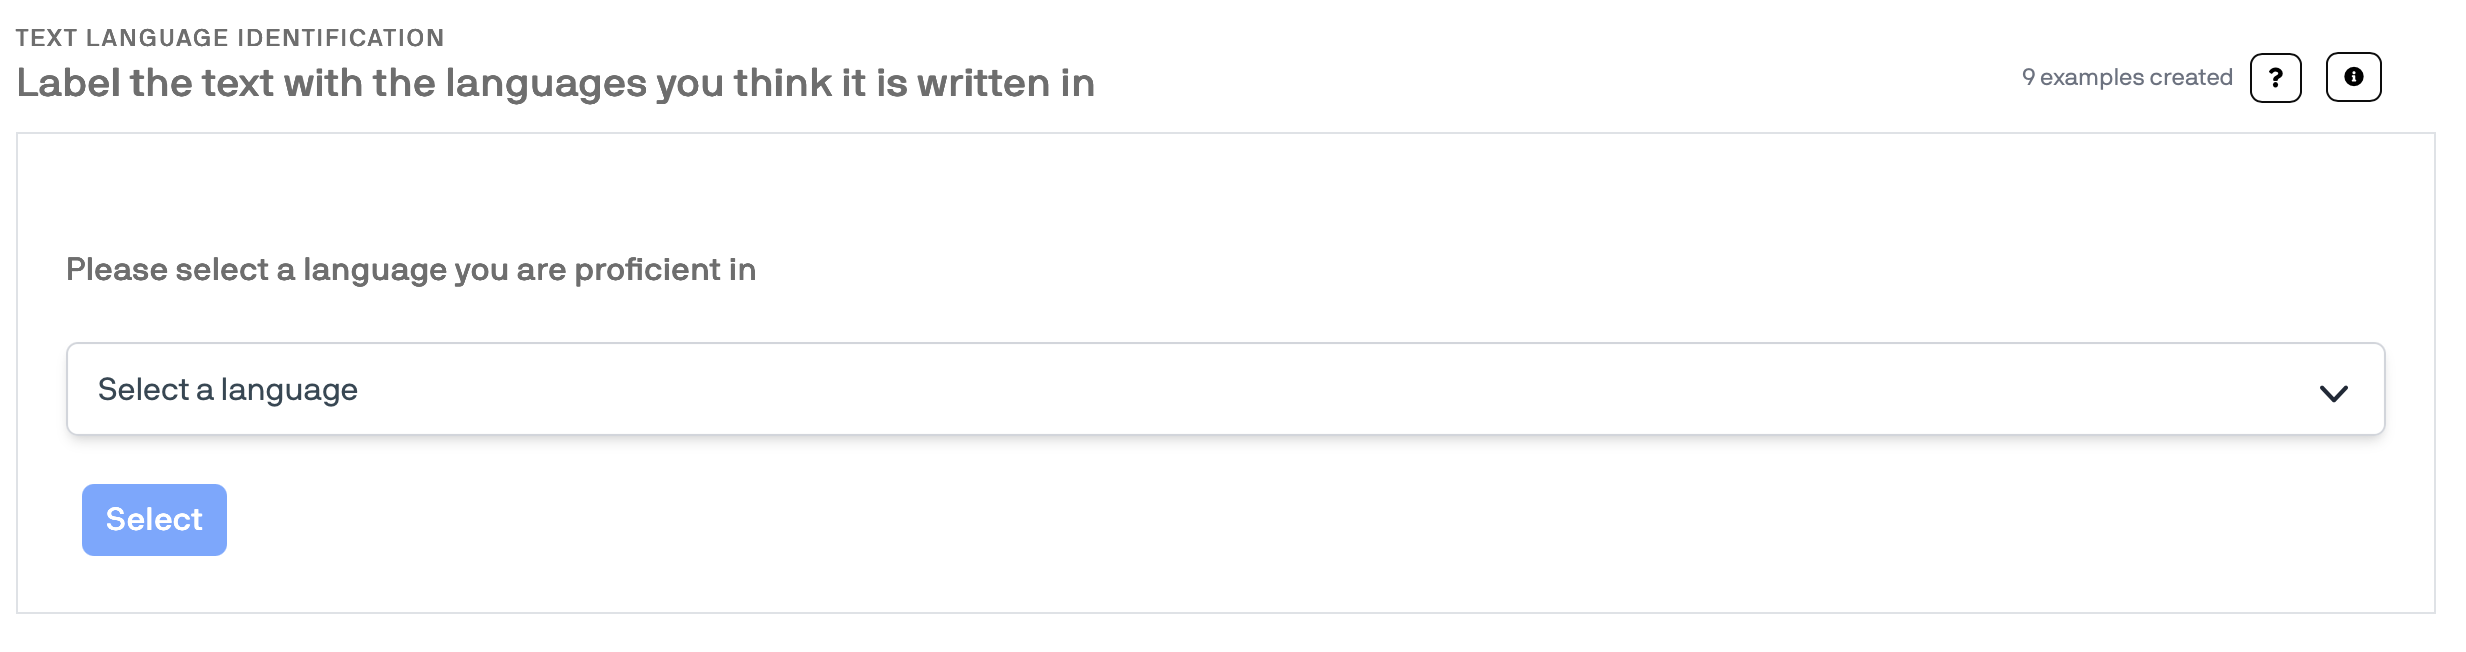 TEXT LANGUAGE IDENTIFICATION
Label the text with the languages you think it is written in
9 examples created
?
i
Please select a language you are proficient in
Select a language
Select